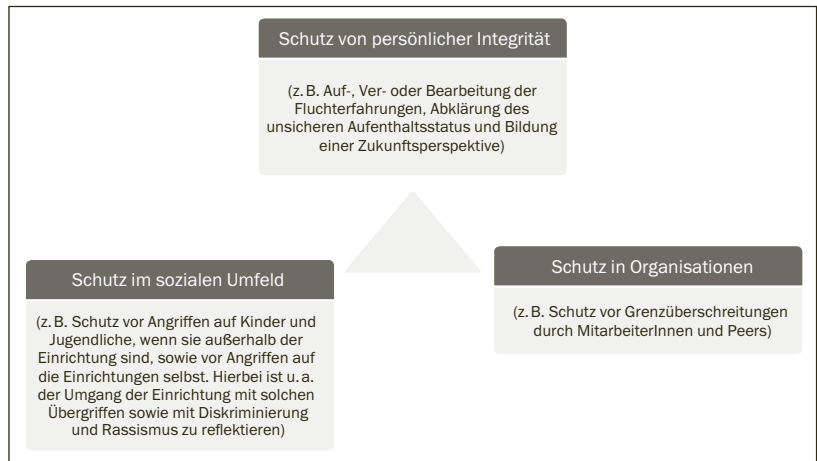 Schutz von persönlicher Integrität
(z. B. Auf-, Ver- oder Bearbeitung der
Fluchterfahrungen, Abklärung des
unsicheren Aufenthaltsstatus und Bildung
einer Zukunftsperspektive)
Schutz im sozialen Umfeld
(z. B. Schutz vor Angriffen auf Kinder und
Jugendliche, wenn sie außerhalb der
Einrichtung sind, sowie vor Angriffen auf
die Einrichtungen selbst. Hierbei ist u. a.
der Umgang der Einrichtung mit solchen
Übergriffen sowie mit Diskriminierung
und Rassismus zu reflektieren)
Schutz in Organisationen
(z. B. Schutz vor Grenzüberschreitungen
durch MitarbeiterInnen und Peers)